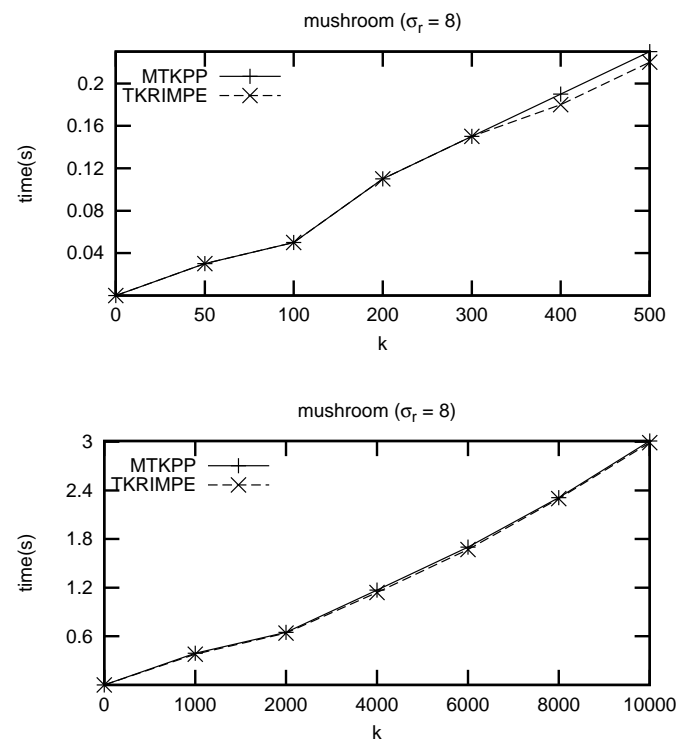 mushroom (σr = 8)
MTKPP
TKRIMPE
0.2
0.16
0.12
0.08
0.04
time(s)
0 50 100 200 300 400 500
k
mushroom (σr = 8)
MTKPP
TKRIMPE
3
2.4
1.8
1.2
0.6
time(s)
0 1000 2000 4000 6000 8000 10000
k